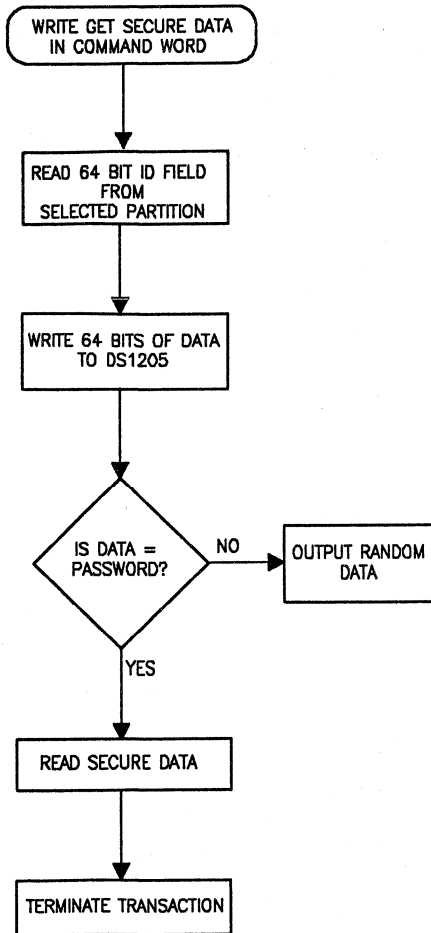 WRITE GET SECURE DATA
IN COMMAND WORD
READ 64 BIT ID FIELD
FROM
SELECTED PARTITION
WRITE 64 BITS OF DATA
TO DS1205
IS DATA =
PASSWORD?
NO
OUTPUT RANDOM
DATA
YES
READ SECURE DATA
TERMINATE TRANSACTION